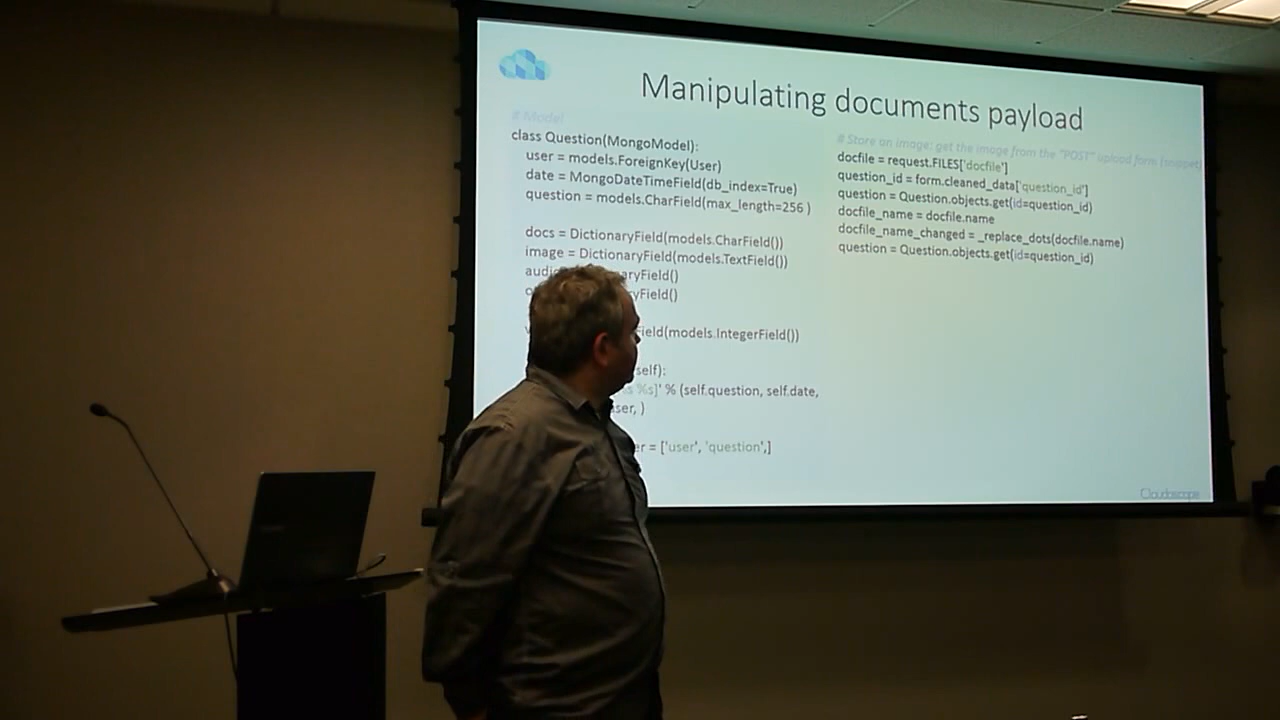 Manipulating documents payload
# Model
class Question(MongoModel):
user = models.ForeignKey(User)
date = MongoDateTimeField(db_index=True)
question = models.CharField(max_length=256 )
docs = DictionaryField(models.CharField())
image = DictionaryField(models.TextField())
audi naryField()
ryField()
Field(models.IntegerField())
self):
%s]' % (self.question, self.date,
ser, )
er = ['user', 'question',]
# Store on image: get the image from the "POST" upload form (snippet)
docfile = request.FILES['docfile']
question_id = form.cleaned_data['question_id']
question = Question.objects.get(id=question_id)
docfile_name = docfile.name
docfile_name_changed = _replace_dots(docfile.name)
question = Question.objects.get(id=question_id)
Cloudoscope